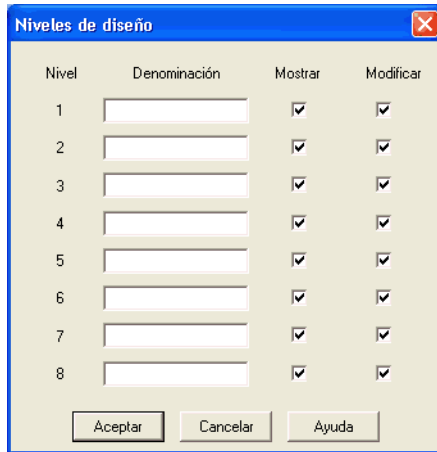 Niveles de diseño
Nivel Denominación Mostrar Modificar
1
2
3
4
5
6
7
8
Aceptar Cancelar Ayuda